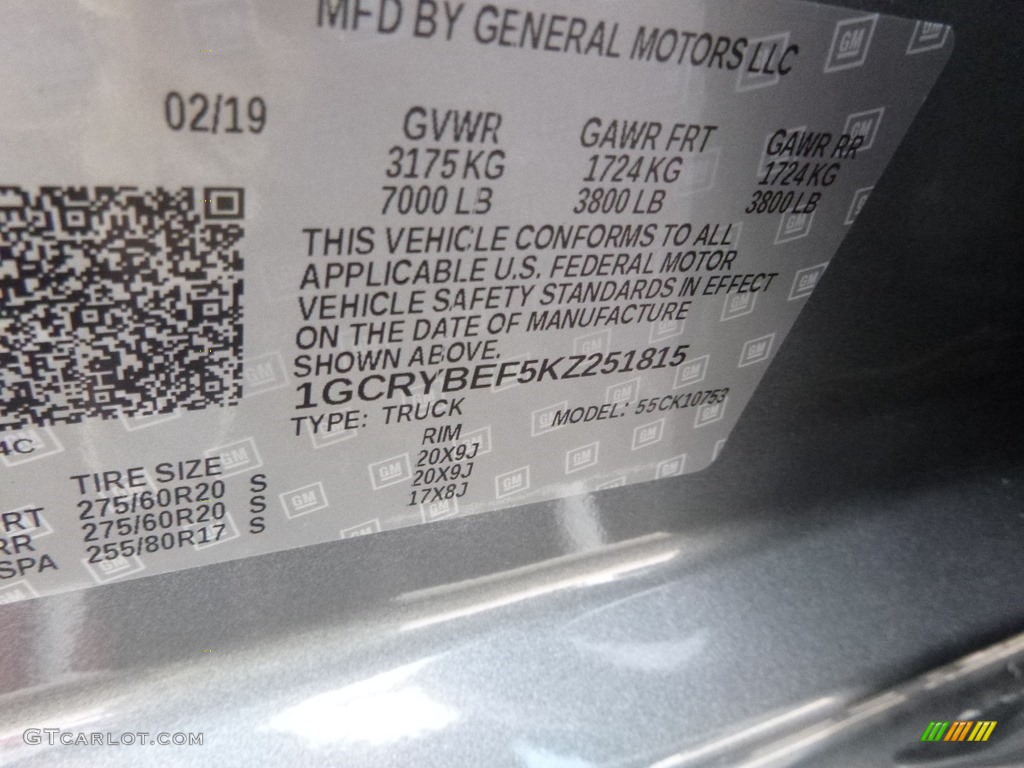 MFD BY GENERAL MOTORS LLC
02/19
GVWR GAWR FRT GAWR RR
3175 KG 1724 KG 1724 KG
7000 LB 3800 LB 3800 LB
THIS VEHICLE CONFORMS TO ALL
APPLICABLE U.S. FEDERAL MOTOR
VEHICLE SAFETY STANDARDS IN EFFECT
ON THE DATE OF MANUFACTURE
SHOWN ABOVE.
1GCRYBEF5KZ251815
TYPE: TRUCK MODEL: 55CK10753
4C
TIRE SIZE RIM
RT 275/60R20 S 20X9J
RR 275/60R20 S 20X9J
SPA 255/80R17 S 17X8J
GM
GTcarlot.com